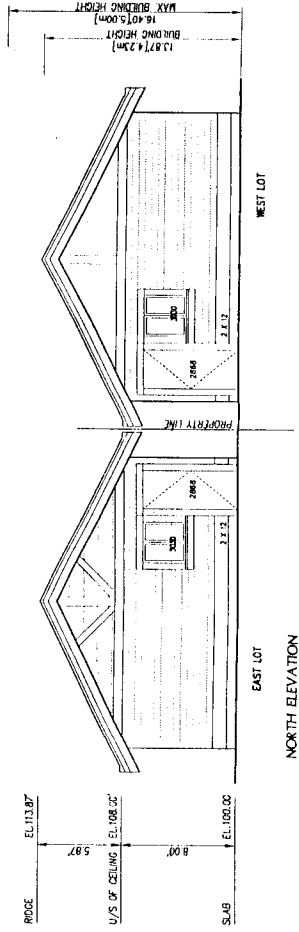 RIDGE EL.113.87'
5.87'
U/S OF CEILING EL.108.00'
8.00'
SLAB EL.100.00
3030
2868
2 X 12
PROPERTY LINE
2868
3030
2 X 12
13.87'[4.23m]
BUILDING HEIGHT
16.40'[5.00m]
MAX. BUILDING HEIGHT
EAST LOT
WEST LOT
NORTH ELEVATION